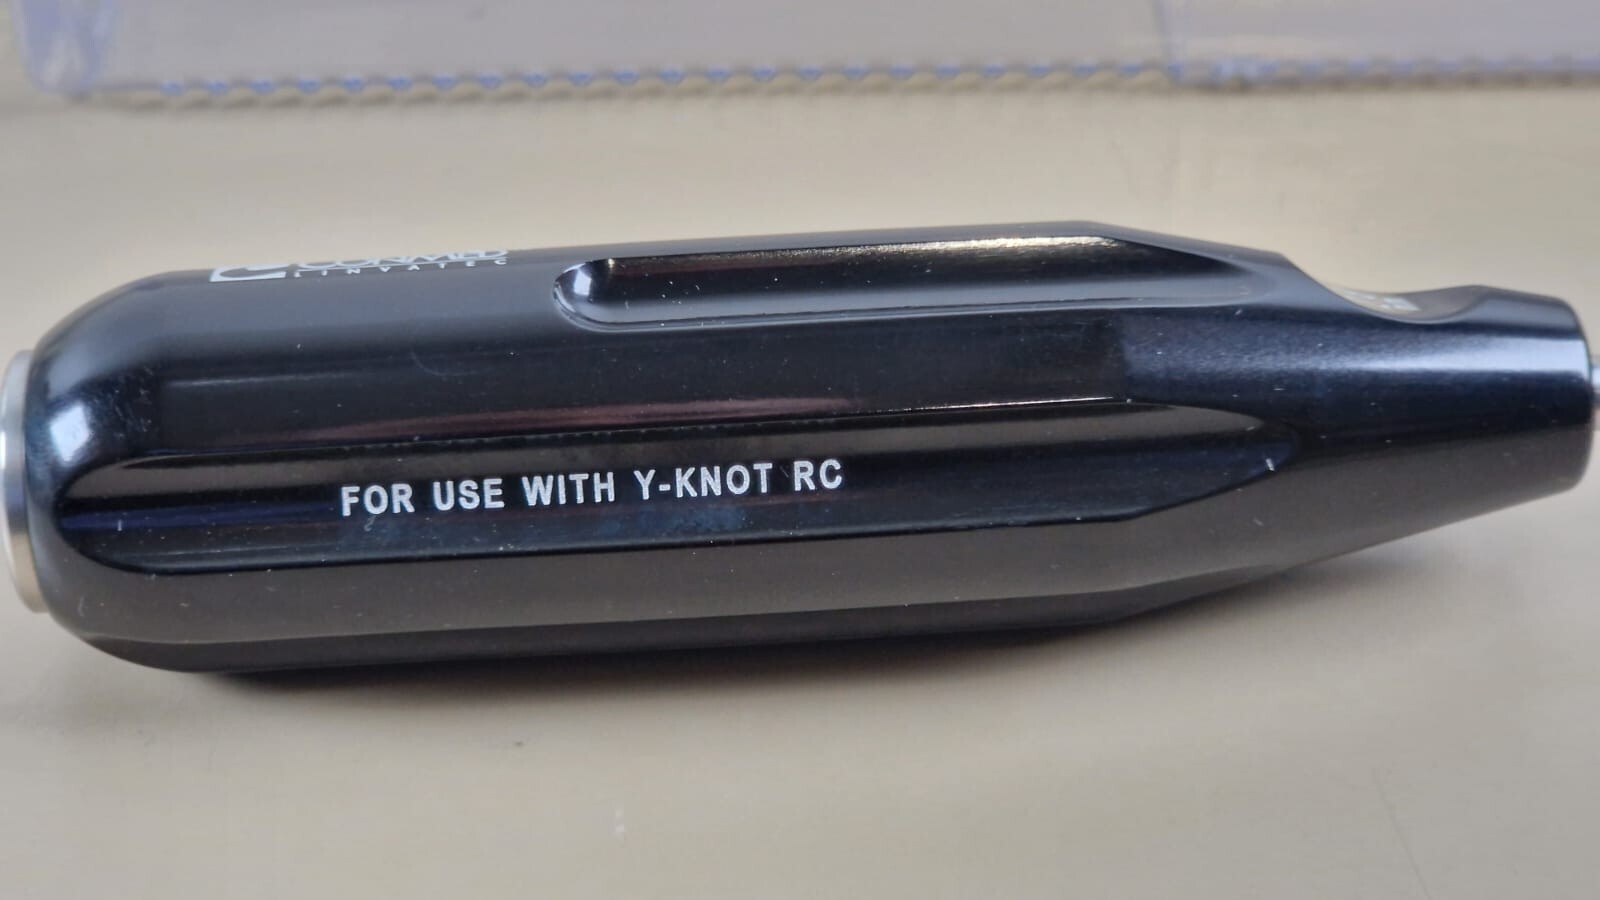 CONMED
LINVATEC
FOR USE WITH Y-KNOT RC